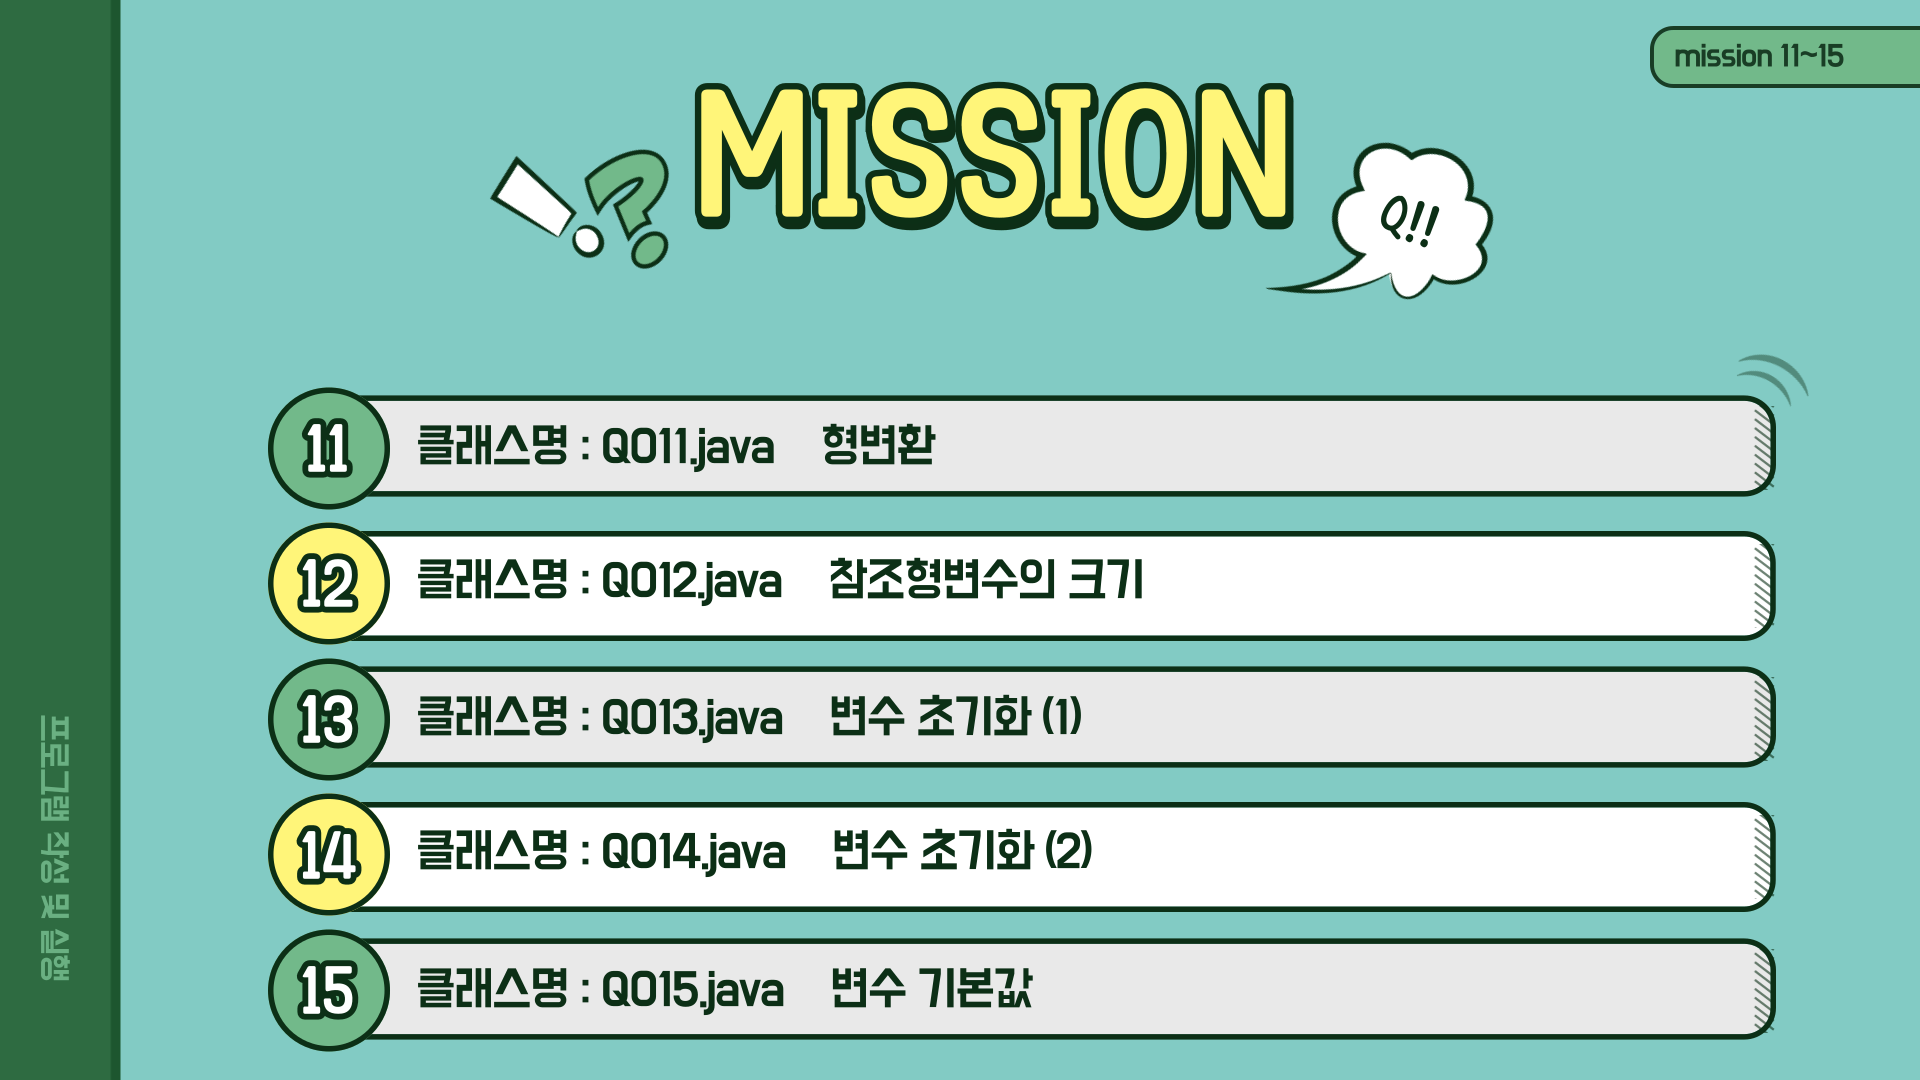 mission 11~15
MISSION
!?
Q!!
11 클래스명 : Q011.java 형변환
12 클래스명 : Q012.java 참조형변수의 크기
13 클래스명 : Q013.java 변수 초기화 (1)
14 클래스명 : Q014.java 변수 초기화 (2)
15 클래스명 : Q015.java 변수 기본값
프로그램 작성 및 실행